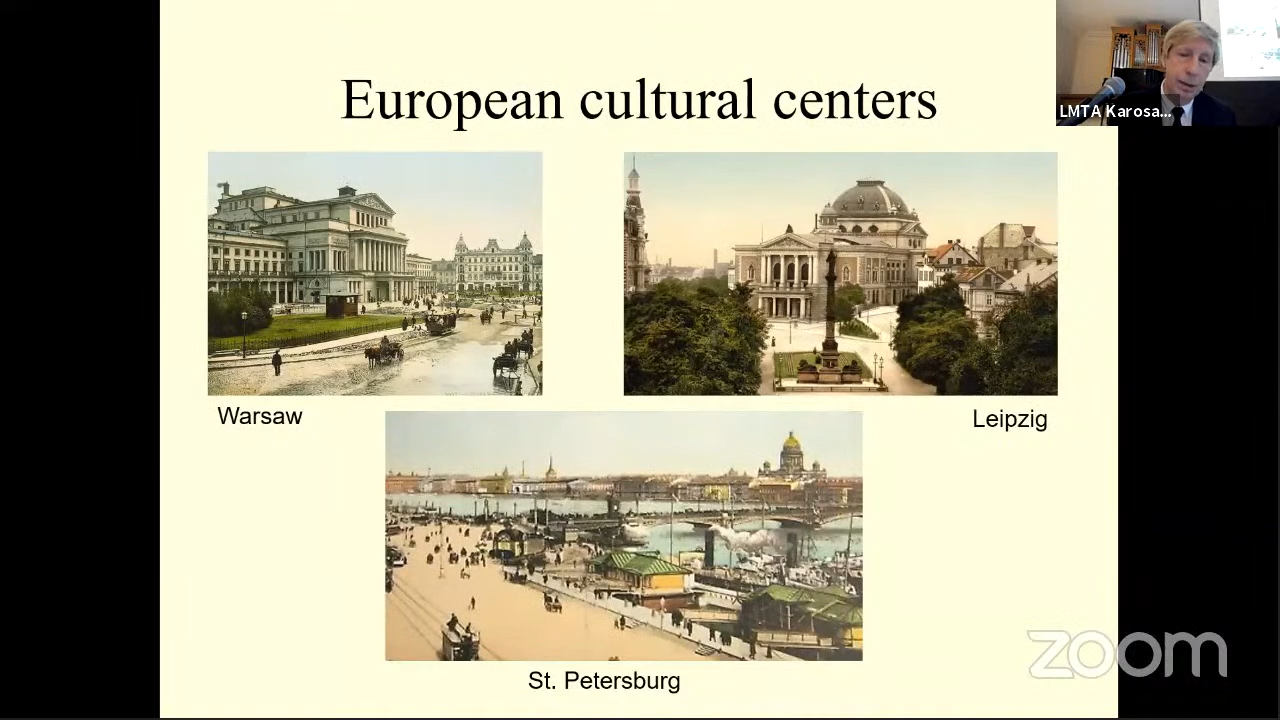 European cultural centers
LMTA Karosa...
Warsaw
Leipzig
St. Petersburg
zoom